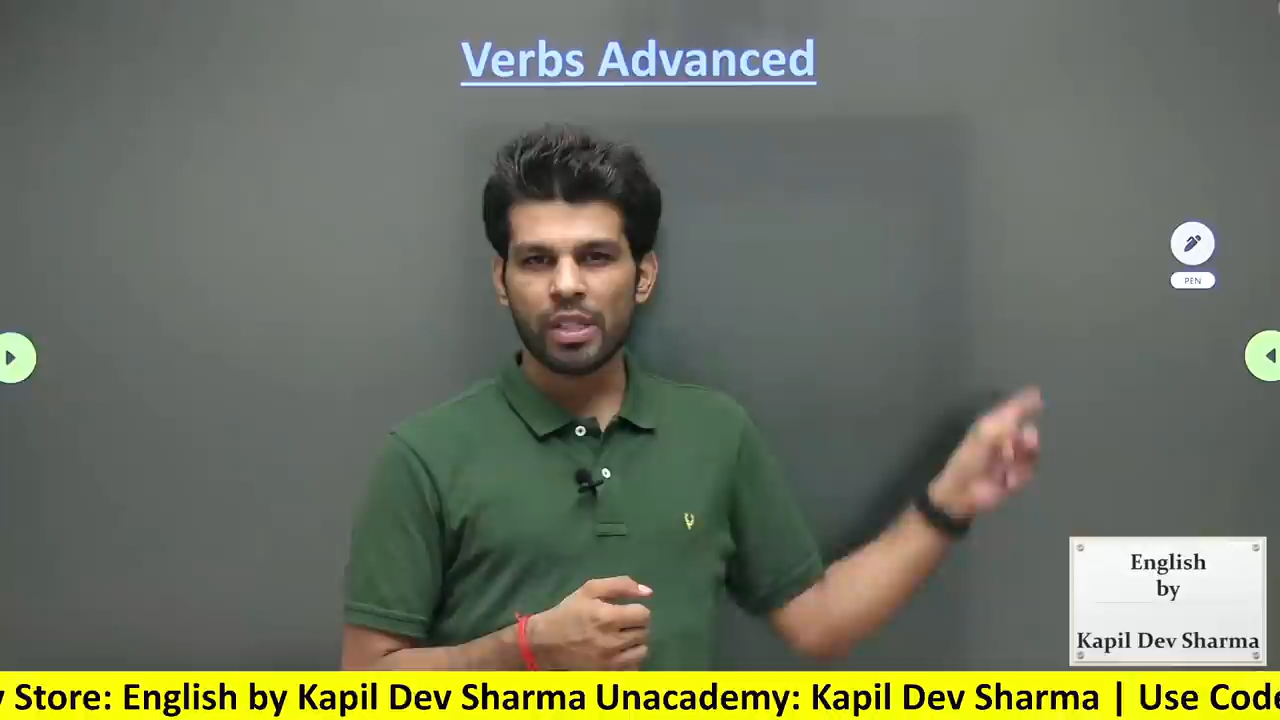 Verbs Advanced
PEN
English
by
Kapil Dev Sharma
Store: English by Kapil Dev Sharma Unacademy: Kapil Dev Sharma | Use Code